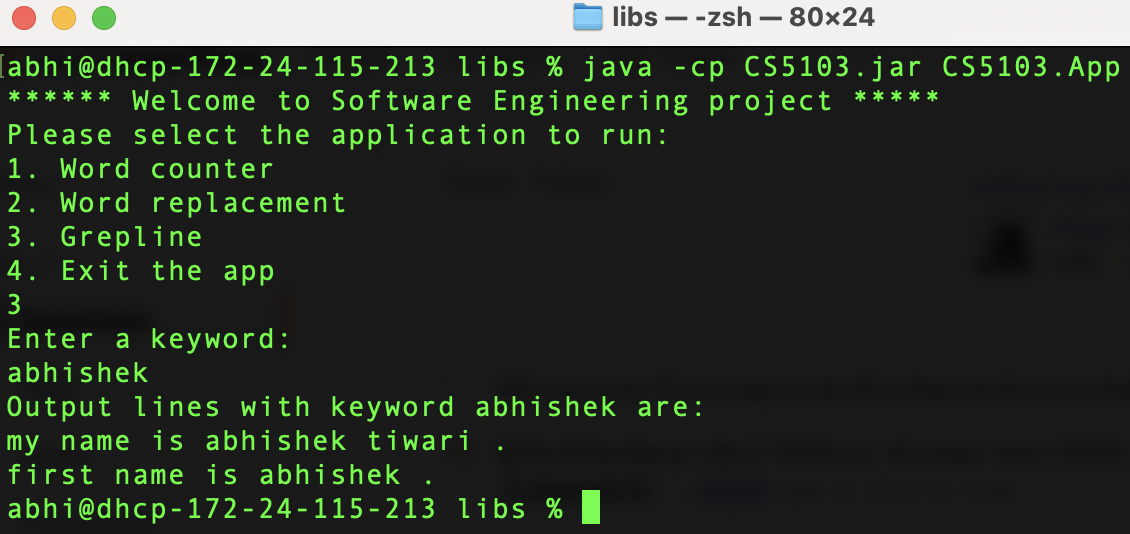 libs — -zsh — 80×24
abhi@dhcp-172-24-115-213 libs % java -cp CS5103.jar CS5103.App
****** Welcome to Software Engineering project *****
Please select the application to run:
1. Word counter
2. Word replacement
3. Grepline
4. Exit the app
3
Enter a keyword:
abhishek
Output lines with keyword abhishek are:
my name is abhishek tiwari .
first name is abhishek .
abhi@dhcp-172-24-115-213 libs %